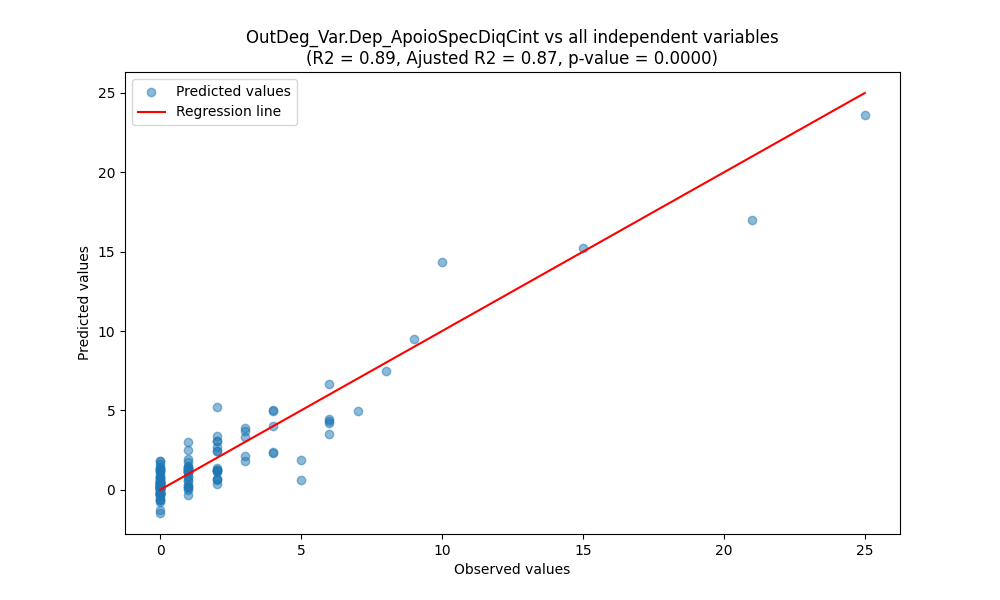 OutDeg_Var.Dep_ApoioSpecDiqCint vs all independent variables
(R2 = 0.89, Ajusted R2 = 0.87, p-value = 0.0000)
Predicted values
Regression line
25
20
15
10
5
0
Predicted values
0 5 10 15 20 25
Observed values